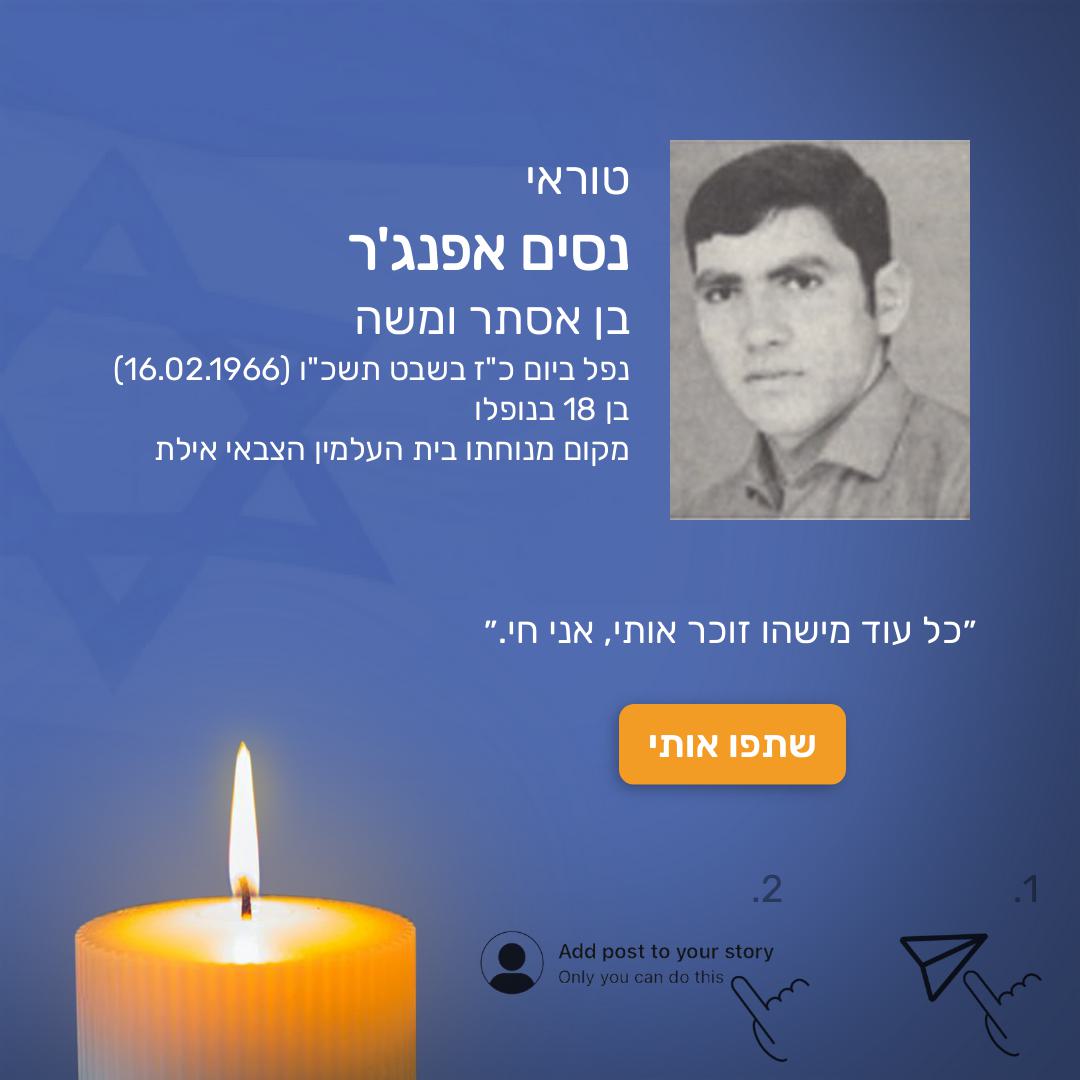 טוראי
נסים אפנג'ר
בן אסתר ומשה
נפל ביום כ"ז בשבט תשכ"ו (16.02.1966)
בן 18 בנופלו
מקום מנוחתו בית העלמין הצבאי אילת
״כל עוד מישהו זוכר אותי, אני חי.״
שתפו אותי
1.
2.
Add post to your story
Only you can do this